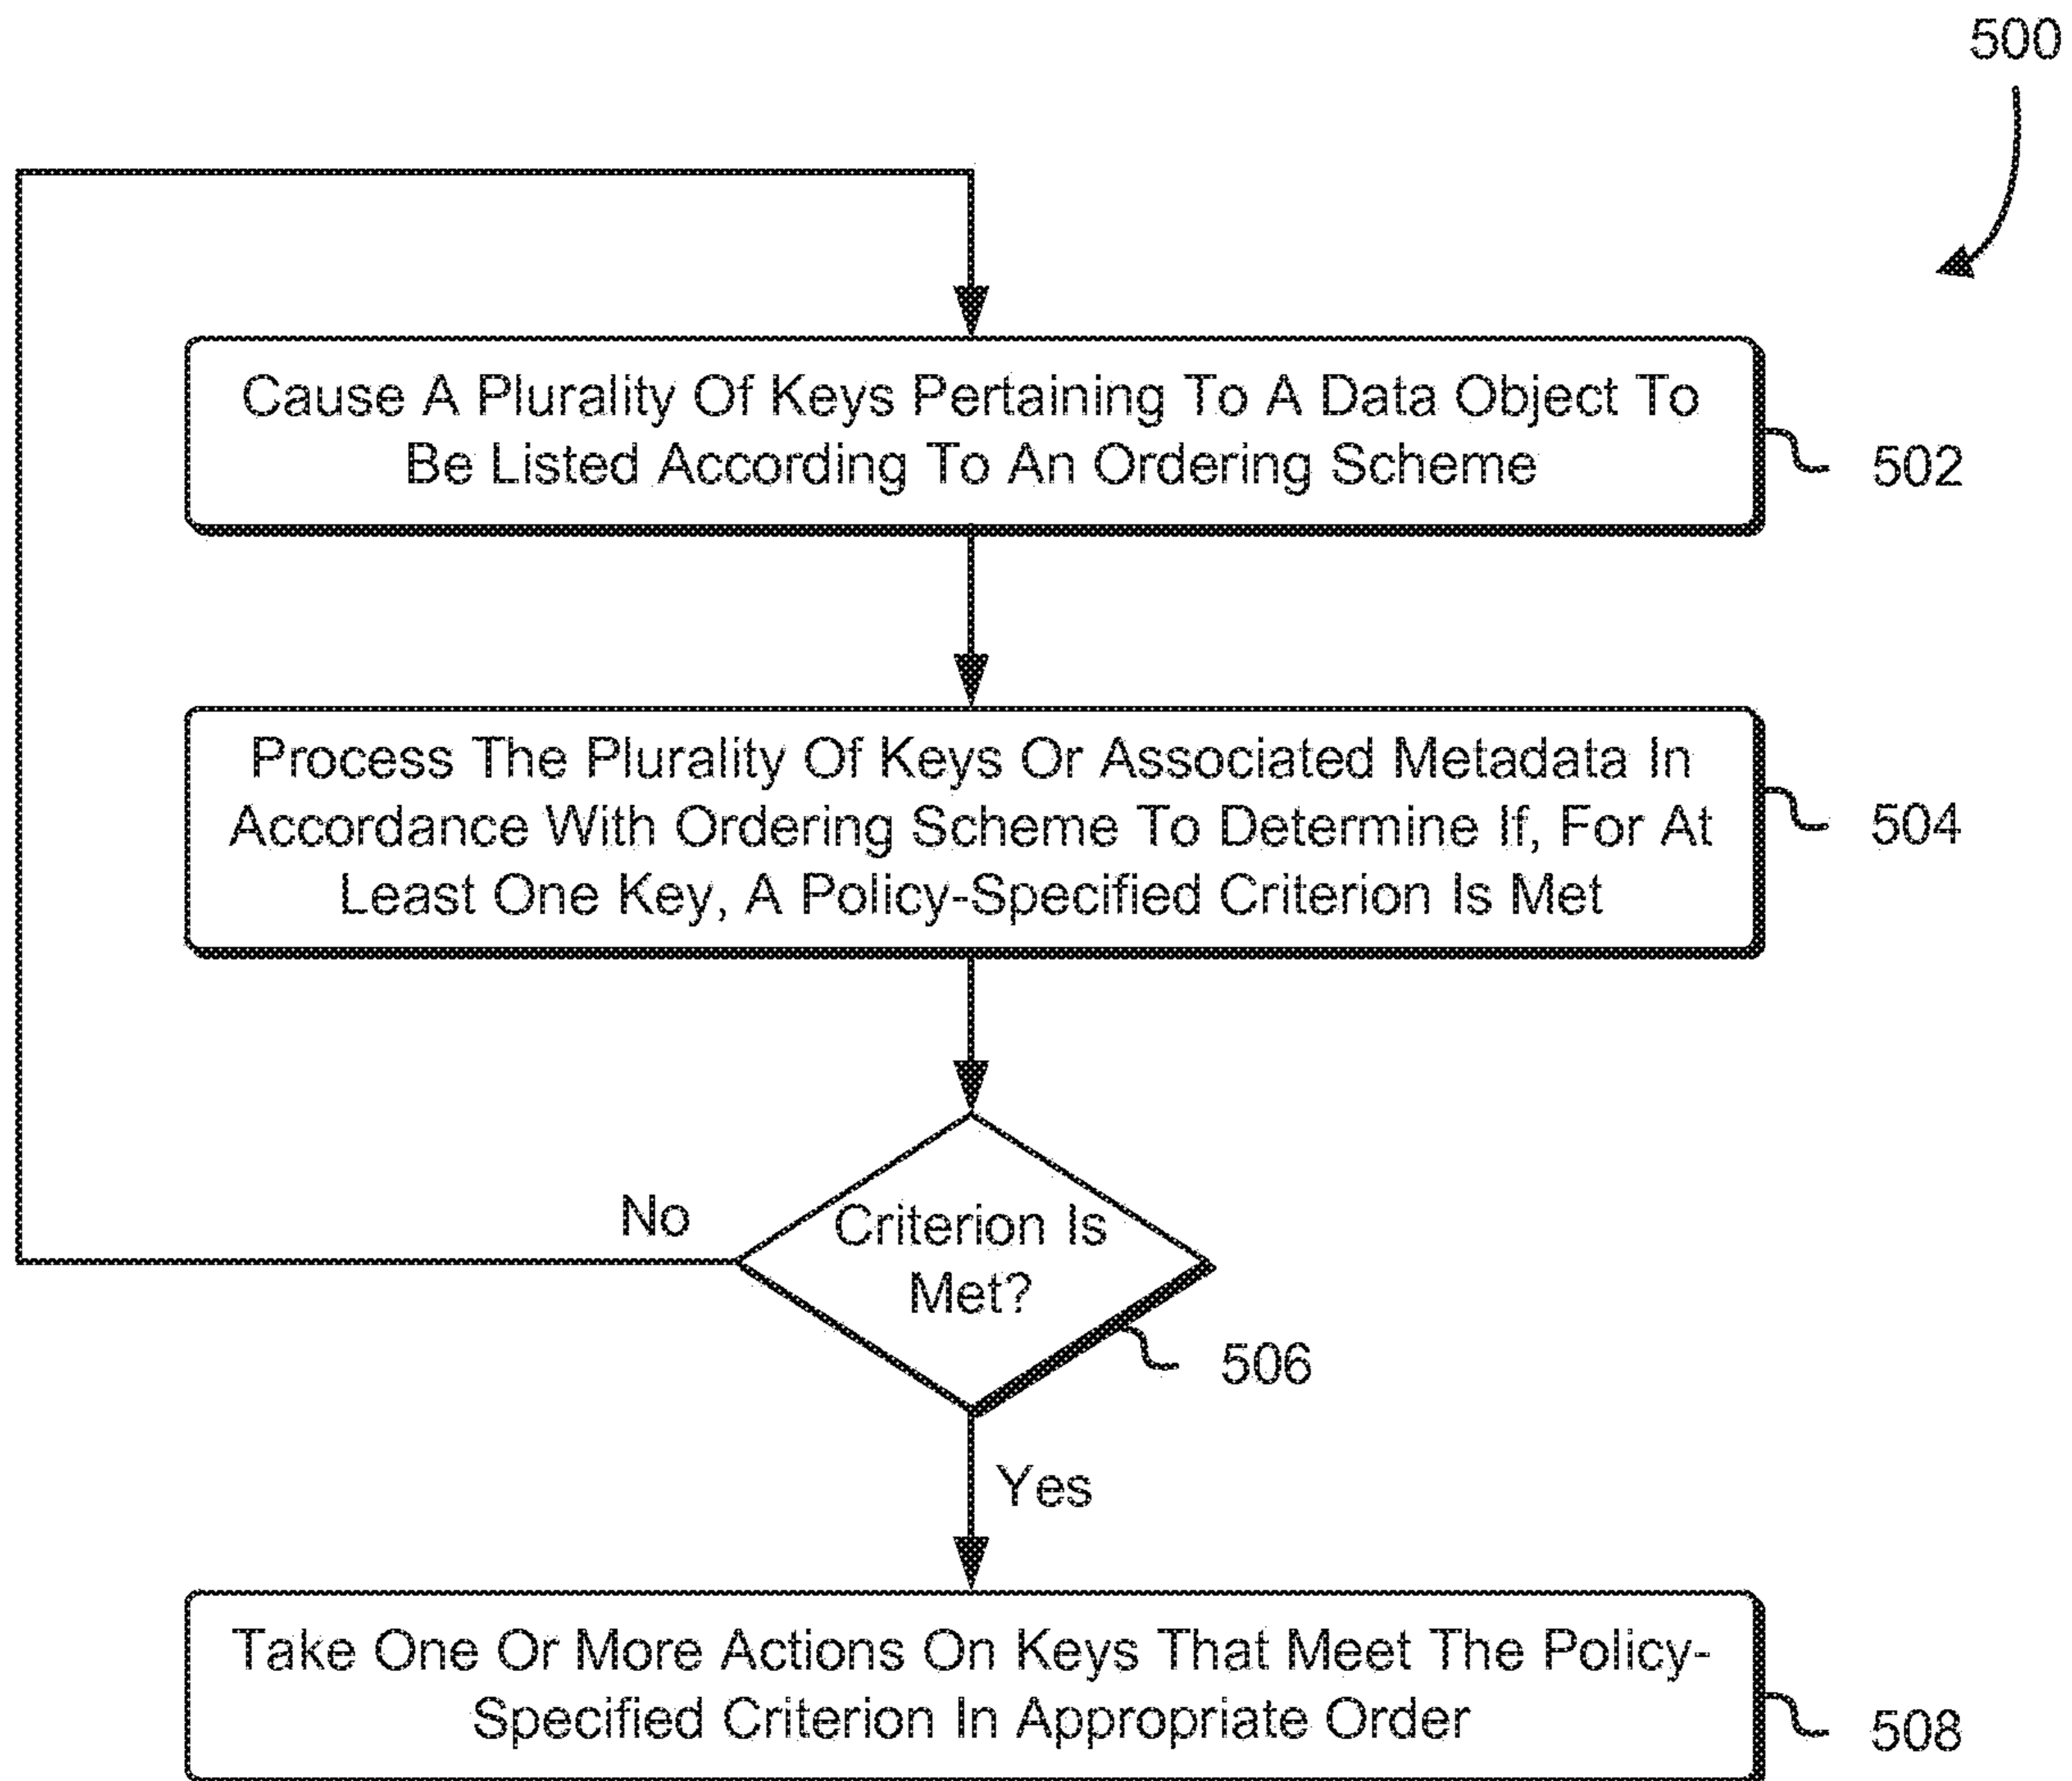 500
Cause A Plurality Of Keys Pertaining To A Data Object To
Be Listed According To An Ordering Scheme
502
Process The Plurality Of Keys Or Associated Metadata In
Accordance With Ordering Scheme To Determine If, For At
Least One Key, A Policy-Specified Criterion Is Met
504
No
Criterion Is
Met?
506
Yes
Take One Or More Actions On Keys That Meet The Policy-
Specified Criterion In Appropriate Order
508